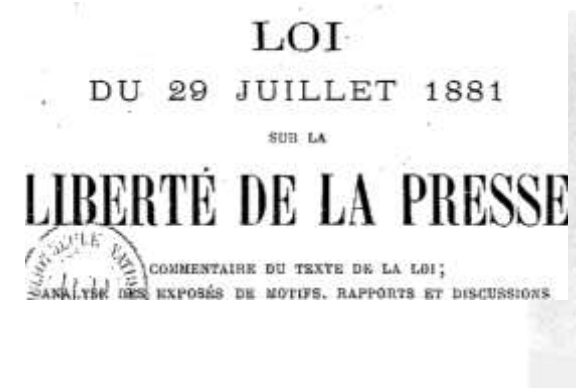 LOI
DU 29 JUILLET 1881
SUR LA
LIBERTÉ DE LA PRESSE
COMMENTAIRE DU TEXTE DE LA LOI;
ANALYSE DES EXPOSÉS DE MOTIFS, RAPPORTS ET DISCUSSIONS